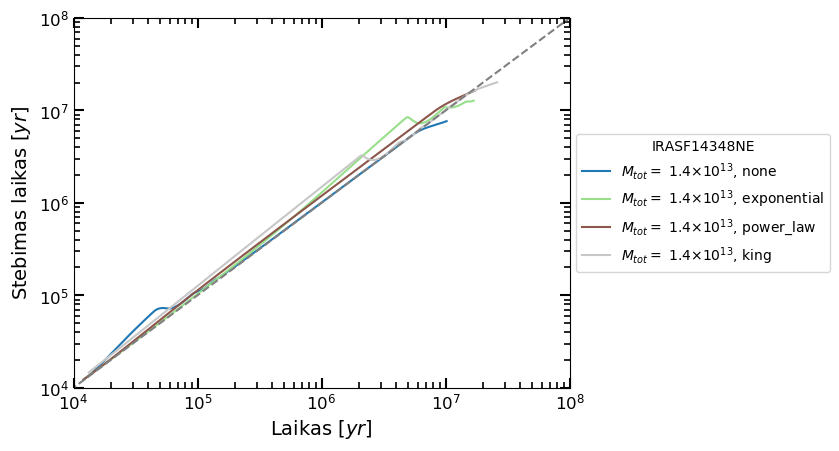 10⁸
10⁷
10⁶
10⁵
10⁴
Stebimas laikas [yr]
10⁴ 10⁵ 10⁶ 10⁷ 10⁸
Laikas [yr]
IRASF14348NE
M_tot = 1.4×10¹³, none
M_tot = 1.4×10¹³, exponential
M_tot = 1.4×10¹³, power_law
M_tot = 1.4×10¹³, king